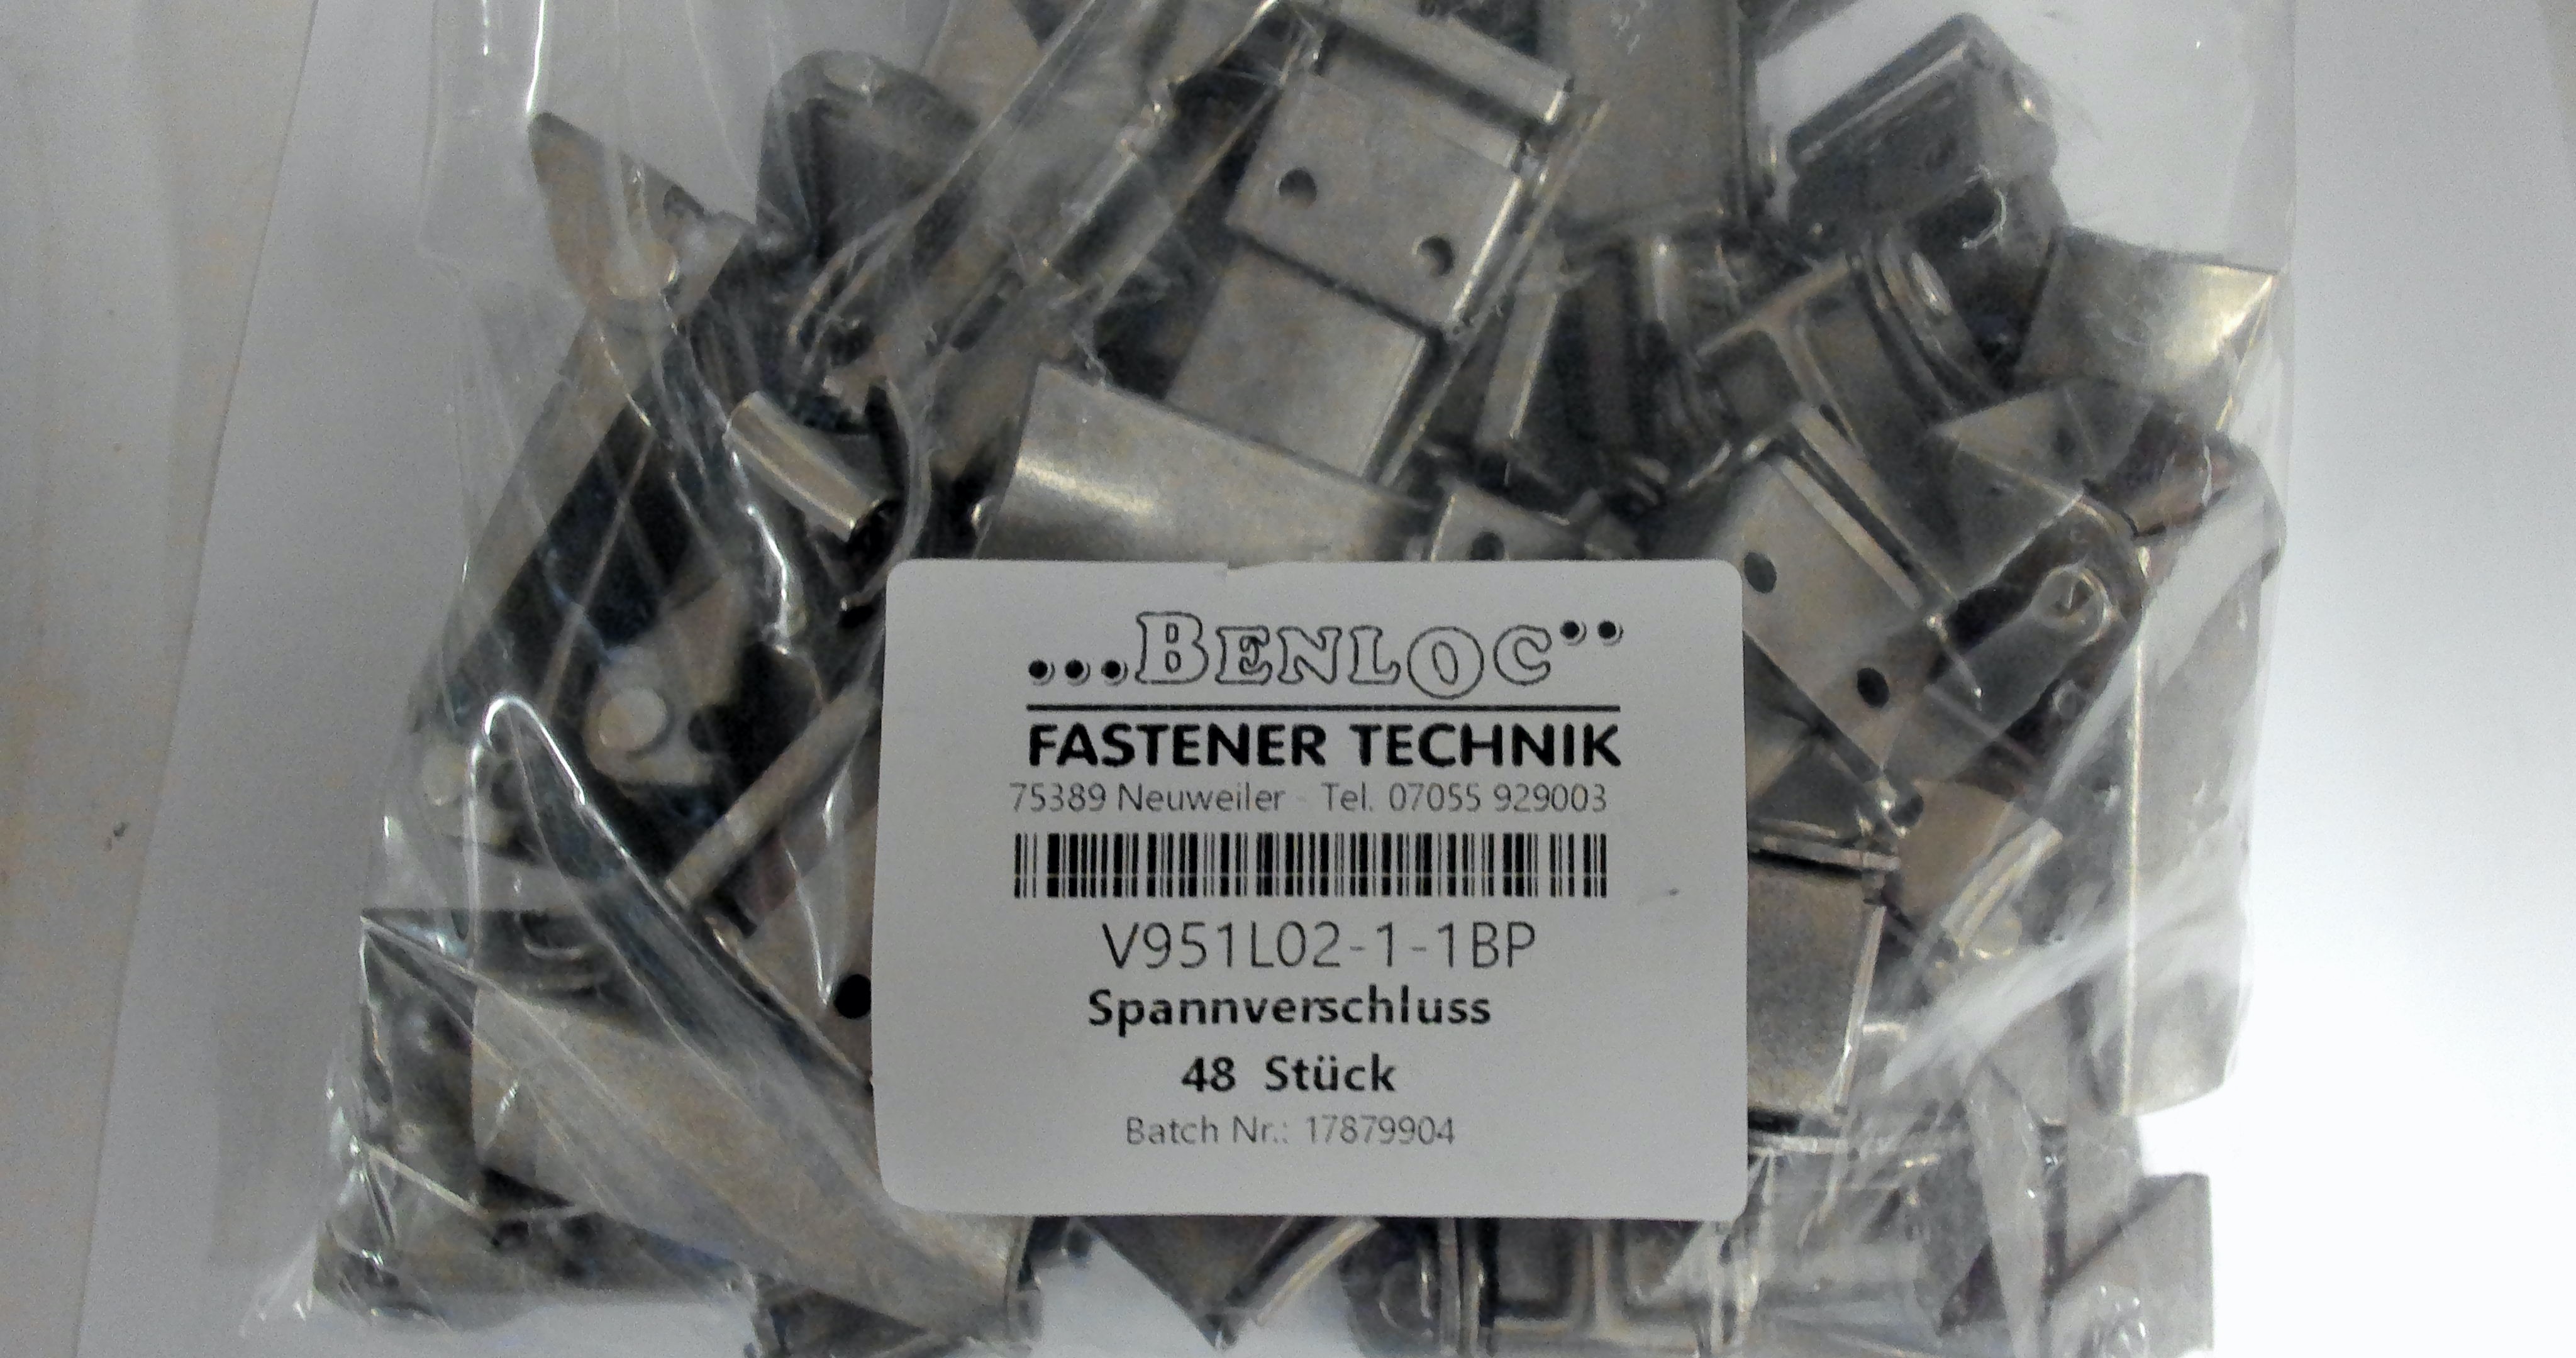 ...BENLOC··
FASTENER TECHNIK
75389 Neuweiler - Tel. 07055 929003
V951L02-1-1BP
Spannverschluss
48 Stück
Batch Nr.: 17879904